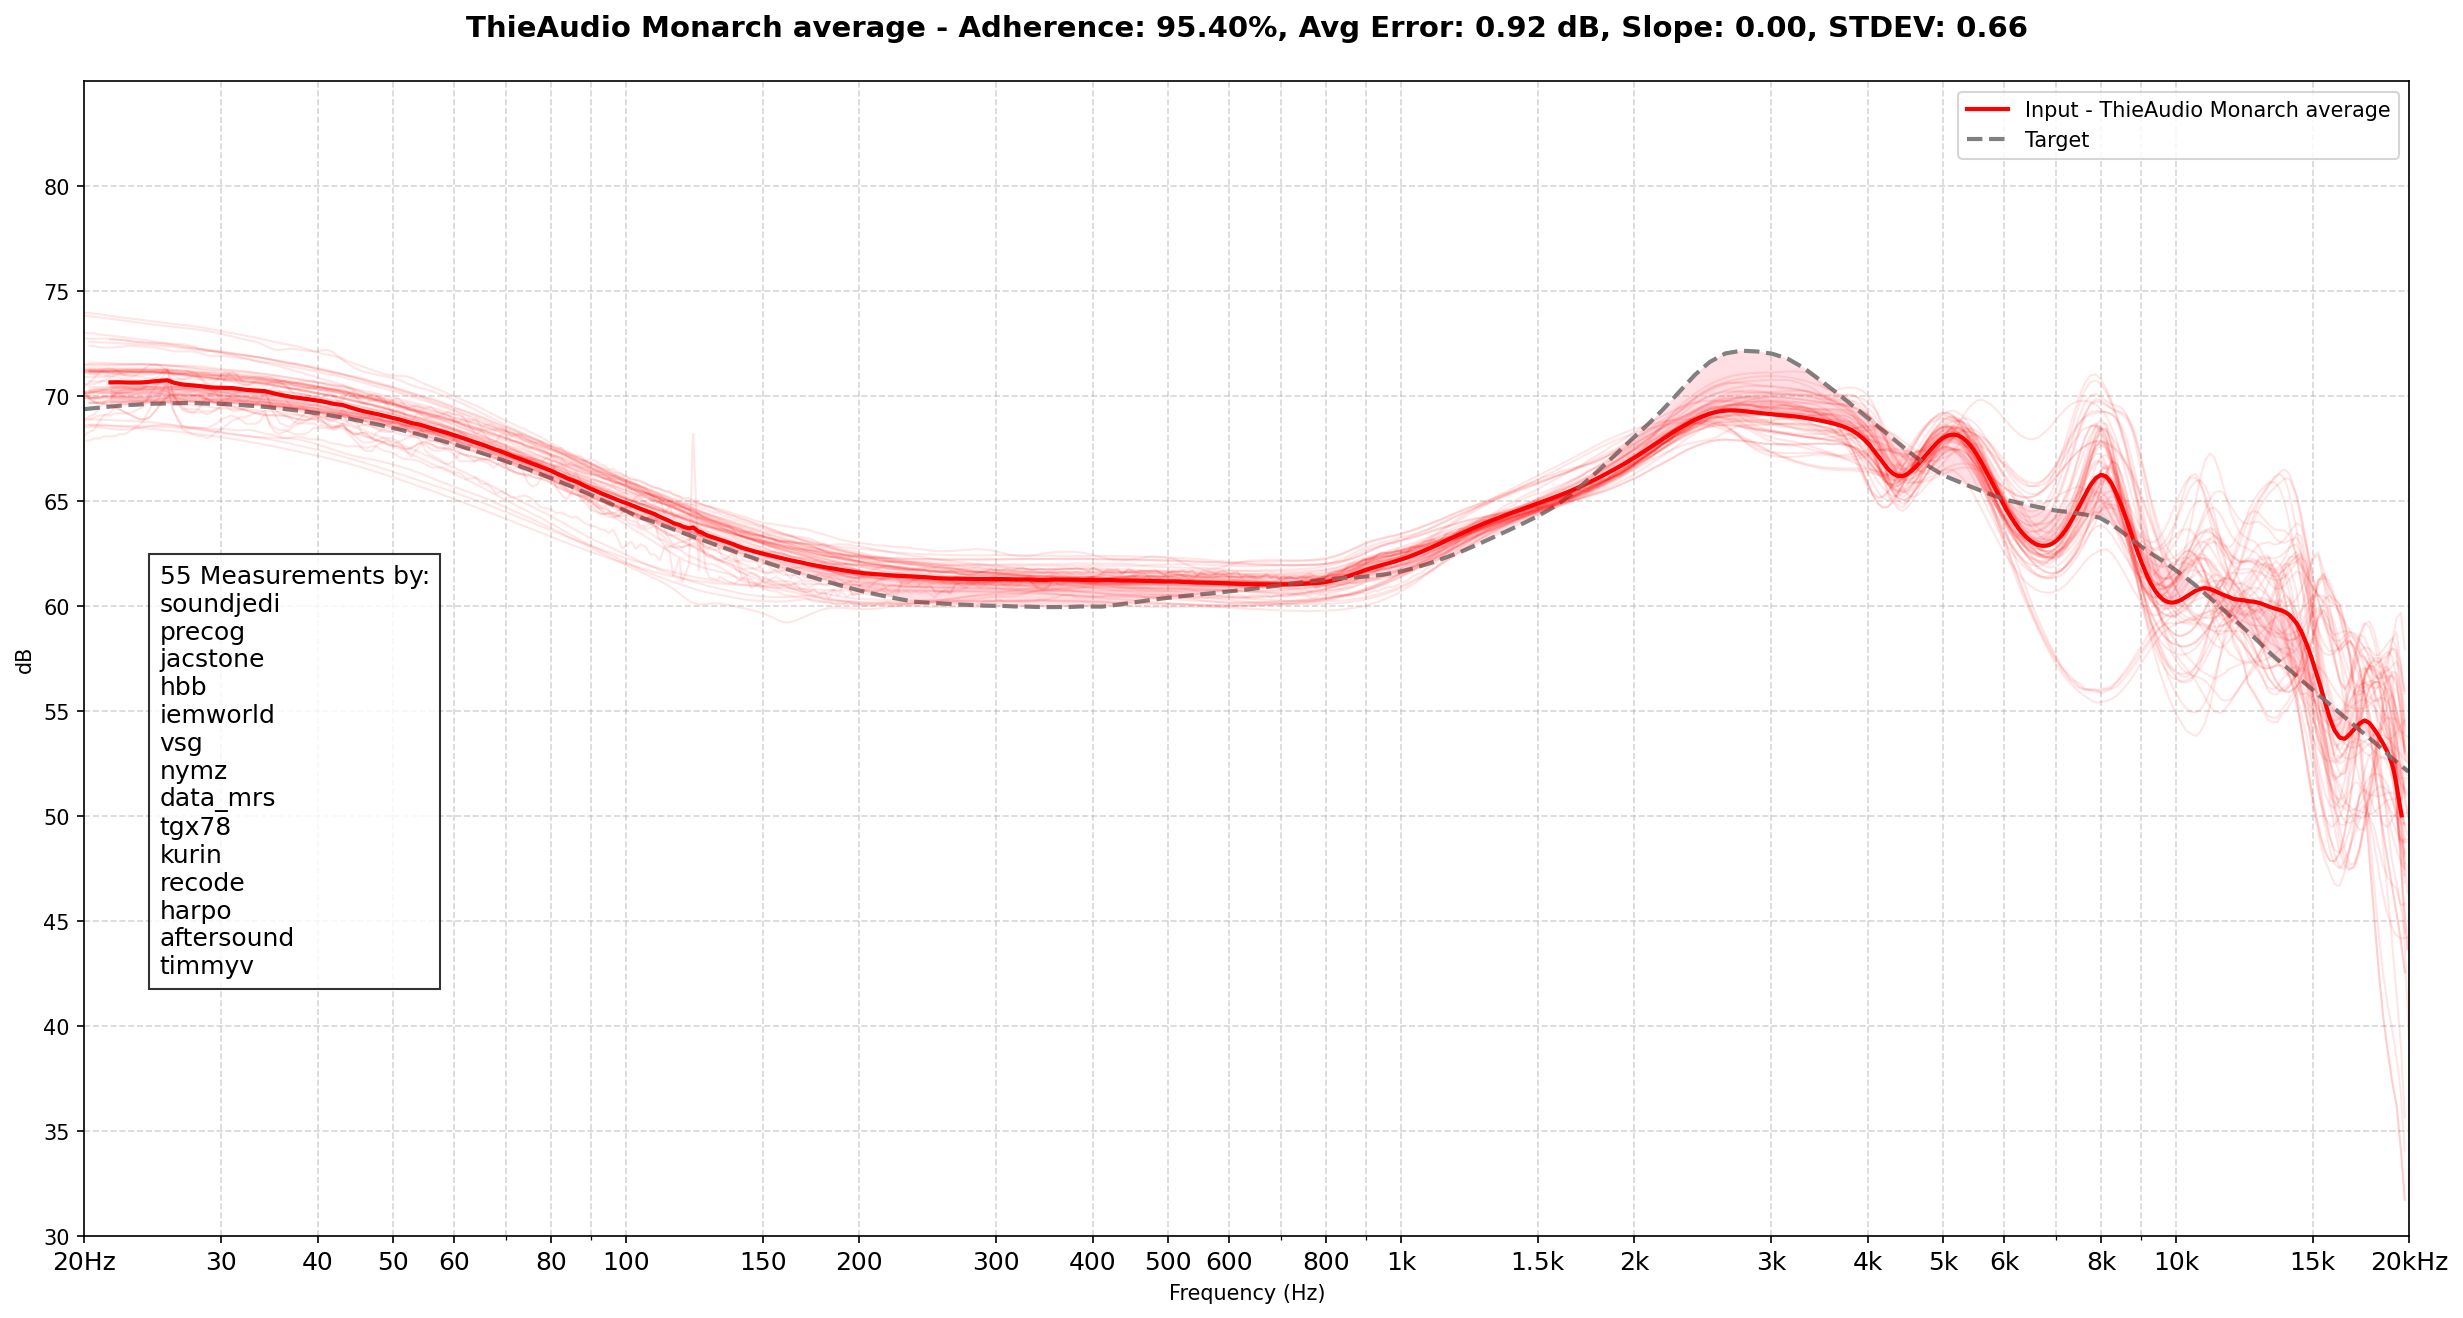 ThieAudio Monarch average - Adherence: 95.40%, Avg Error: 0.92 dB, Slope: 0.00, STDEV: 0.66
Input - ThieAudio Monarch average
Target
80
75
70
65
60
55
50
45
40
35
30
dB
55 Measurements by:
soundjedi
precog
jacstone
hbb
iemworld
vsg
nymz
data_mrs
tgx78
kurin
recode
harpo
aftersound
timmyv
20Hz 30 40 50 60 80 100 150 200 300 400 500 600 800 1k 1.5k 2k 3k 4k 5k 6k 8k 10k 15k 20kHz
Frequency (Hz)